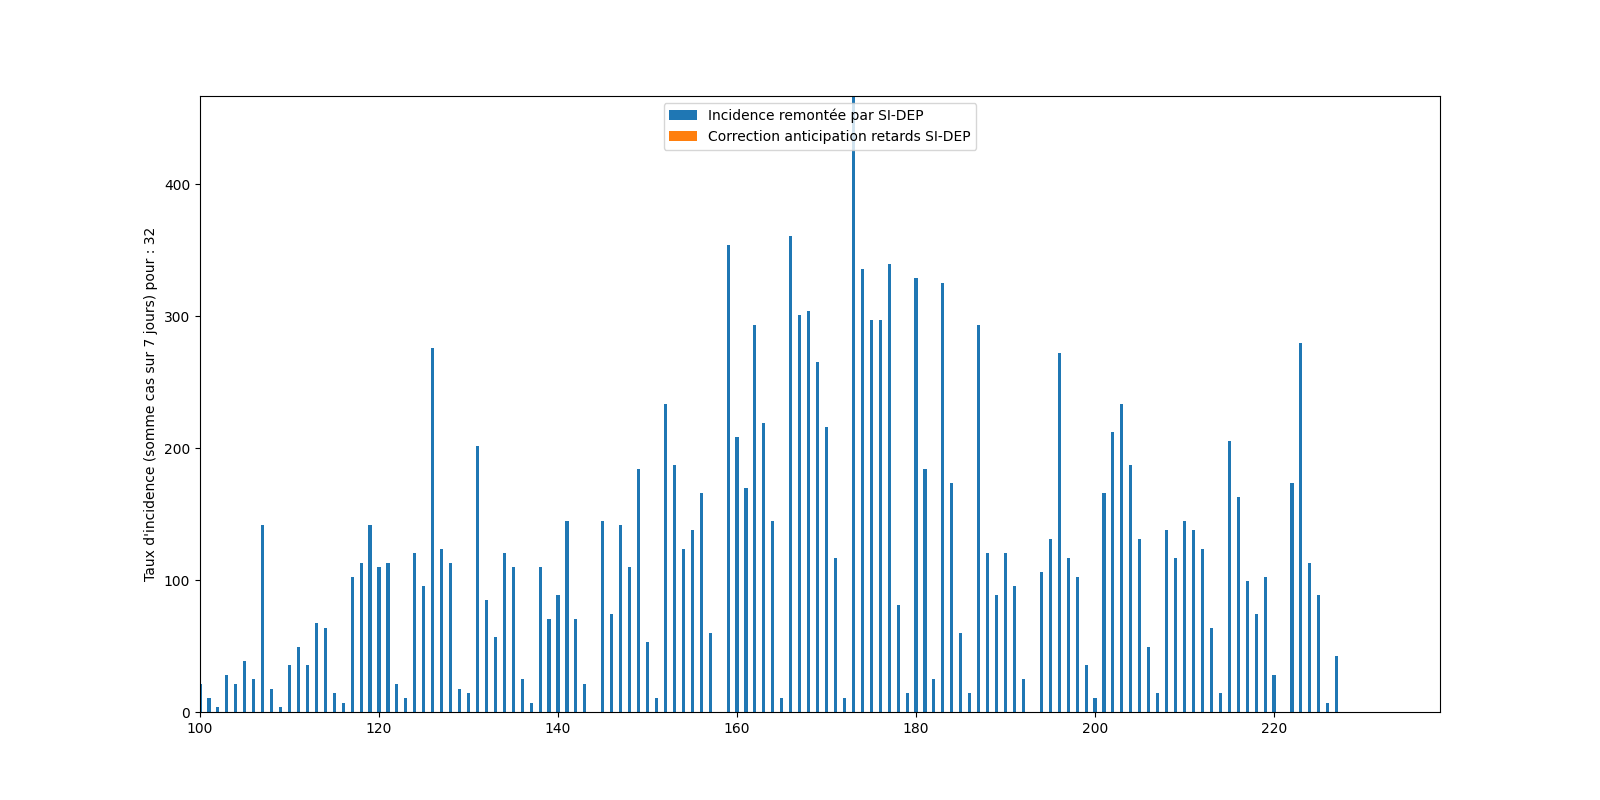 Incidence remontée par SI-DEP
Correction anticipation retards SI-DEP
Taux d'incidence (somme cas sur 7 jours) pour : 32
400
300
200
100
0
100 120 140 160 180 200 220